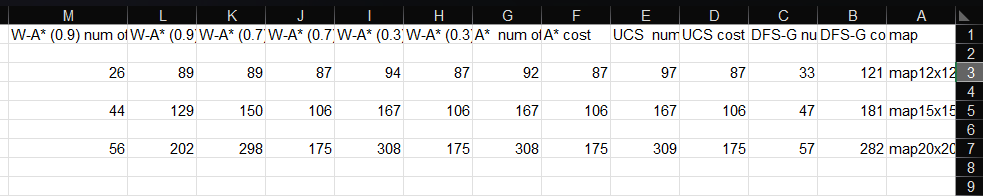 M L K J I H G F E D C B A
W-A* (0.9) num of W-A* (0.9) W-A* (0.7) W-A* (0.7) W-A* (0.3) W-A* (0.3) A* num of A* cost UCS num UCS cost DFS-G nu DFS-G co map 1
2
26 89 89 87 94 87 92 87 97 87 33 121 map12x12 3
4
44 129 150 106 167 106 167 106 167 106 47 181 map15x15 5
6
56 202 298 175 308 175 308 175 309 175 57 282 map20x20 7
8
9